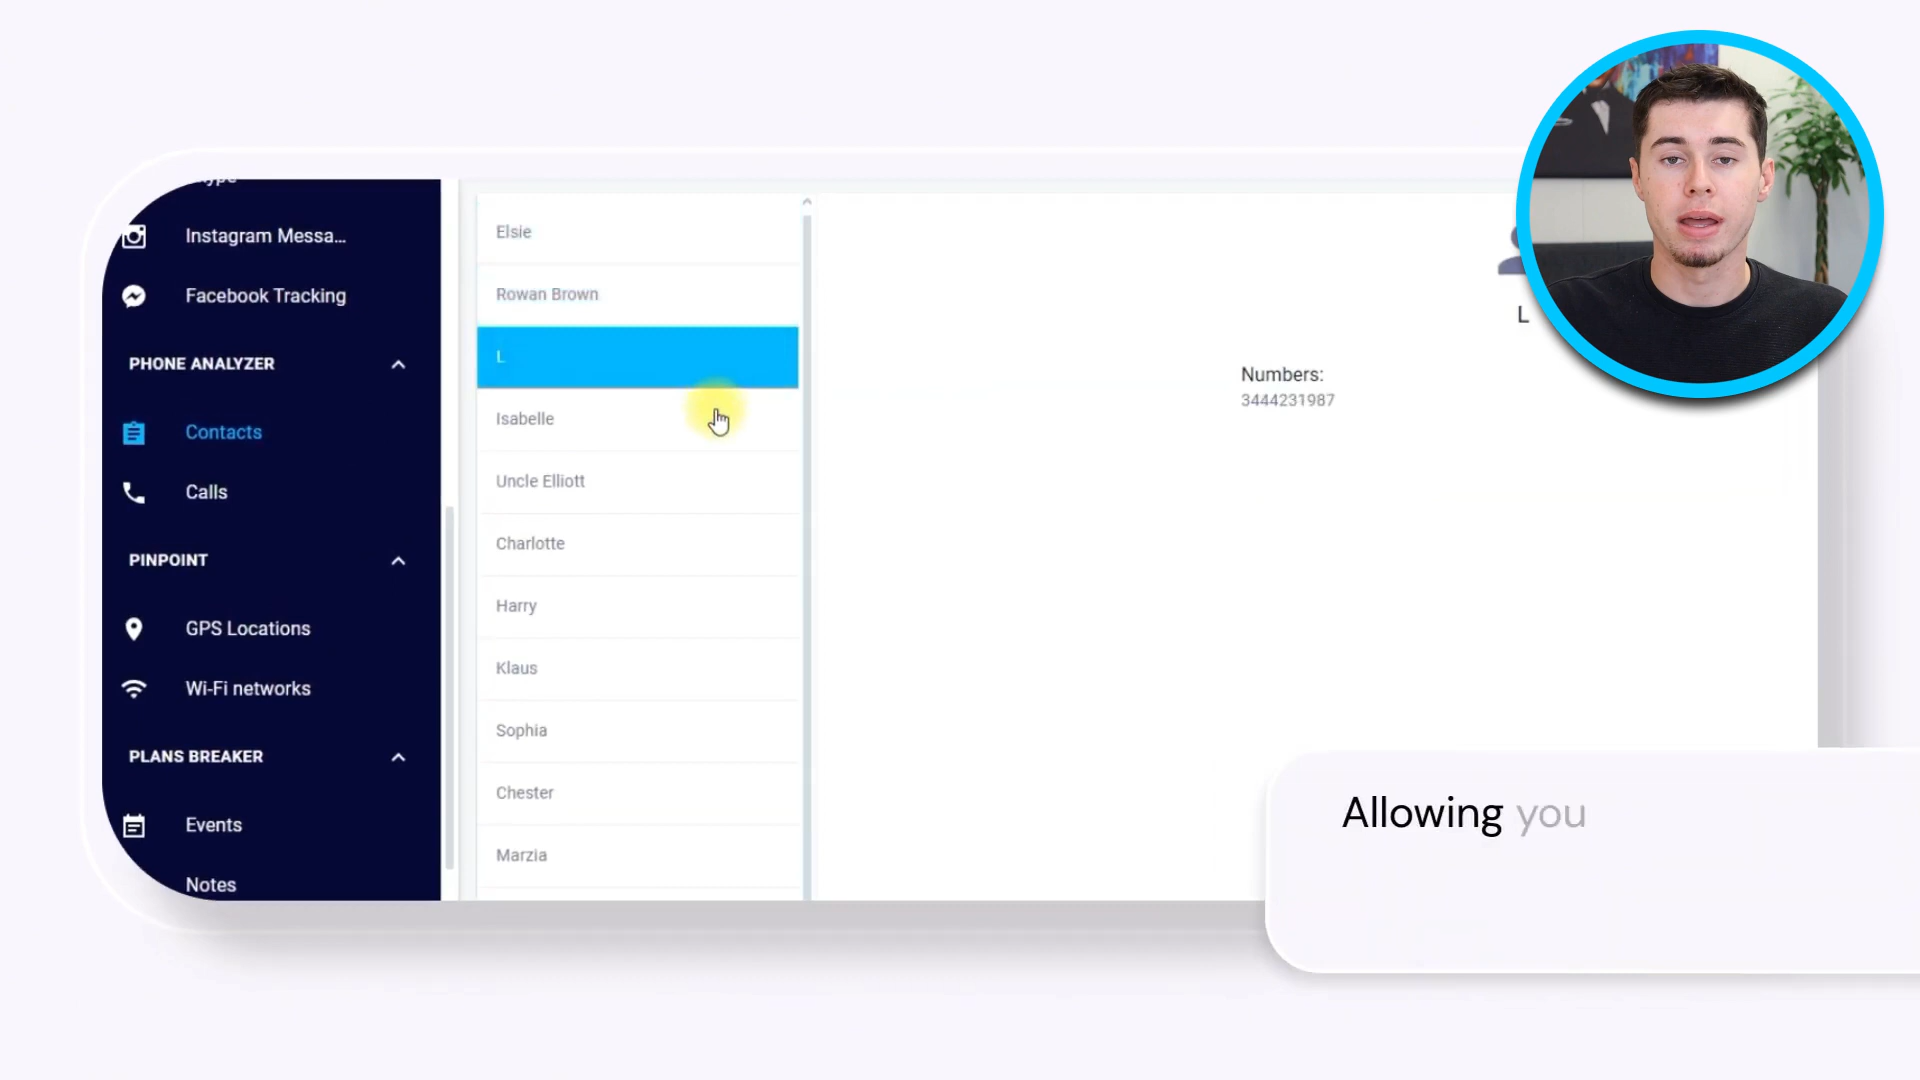 Instagram Messa...
Facebook Tracking
PHONE ANALYZER
Contacts
Calls
PINPOINT
GPS Locations
Wi-Fi networks
PLANS BREAKER
Events
Notes
Elsie
Rowan Brown
L
Isabelle
Uncle Elliott
Charlotte
Harry
Klaus
Sophia
Chester
Marzia
L
Numbers:
3444231987
Allowing you